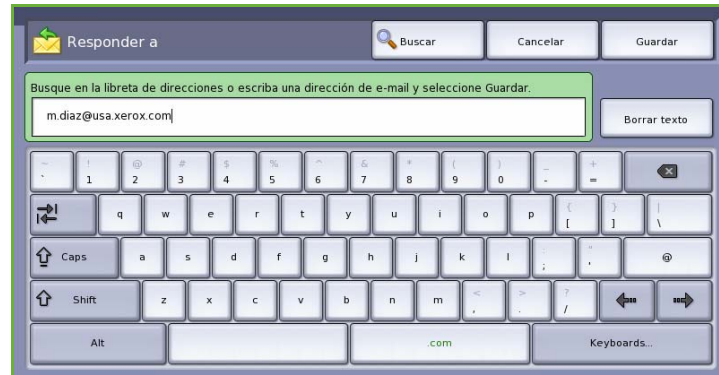 Responder a
Buscar
Cancelar
Guardar
Busque en la libreta de direcciones o escriba una dirección de e-mail y seleccione Guardar.
m.diaz@usa.xerox.com
Borrar texto
~ ! @ # $ % ^ & * ( ) _ +
` 1 2 3 4 5 6 7 8 9 0 - =
q w e r t y u i o p { [ } ] | \
Caps a s d f g h j k l : ; " ' @
Shift z x c v b n m < , > . ? /
Alt .com Keyboards...